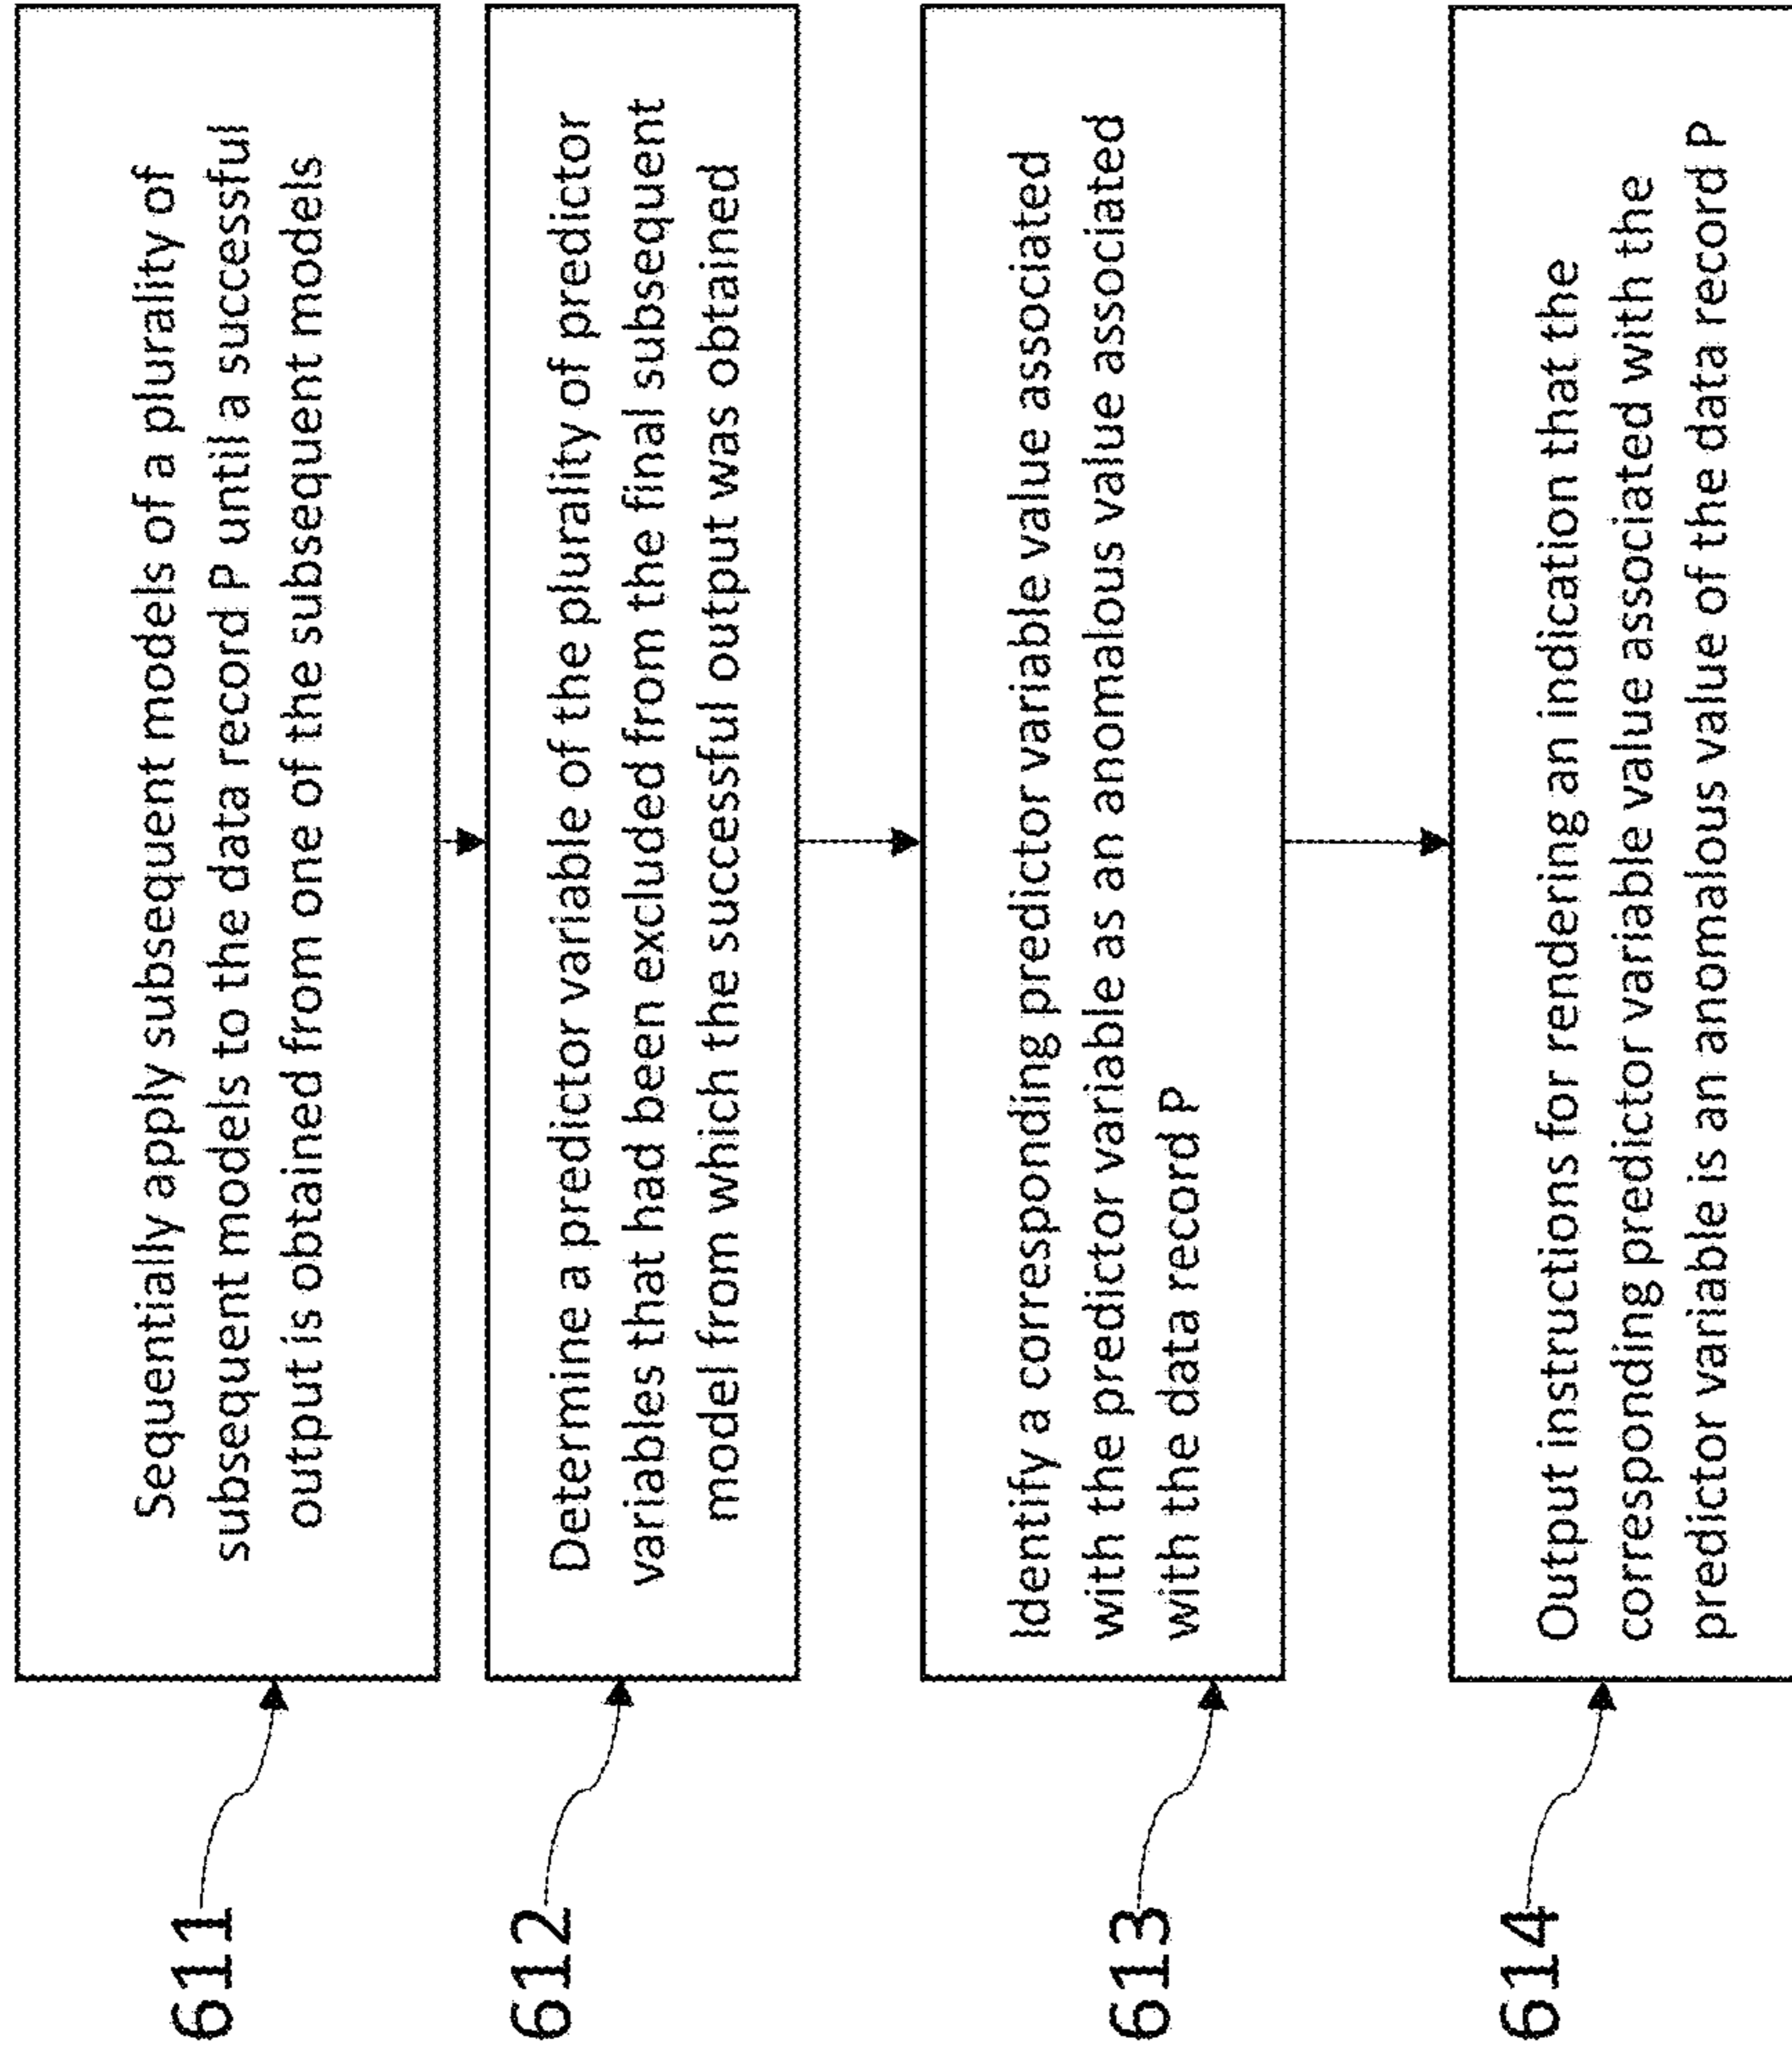 611
Sequentially apply subsequent models of a plurality of
subsequent models to the data record P until a successful
output is obtained from one of the subsequent models
612
Determine a predictor variable of the plurality of predictor
variables that had been excluded from the final subsequent
model from which the successful output was obtained
613
Identify a corresponding predictor variable value associated
with the predictor variable as an anomalous value associated
with the data record P
614
Output instructions for rendering an indication that the
corresponding predictor variable value associated with the
predictor variable is an anomalous value of the data record P